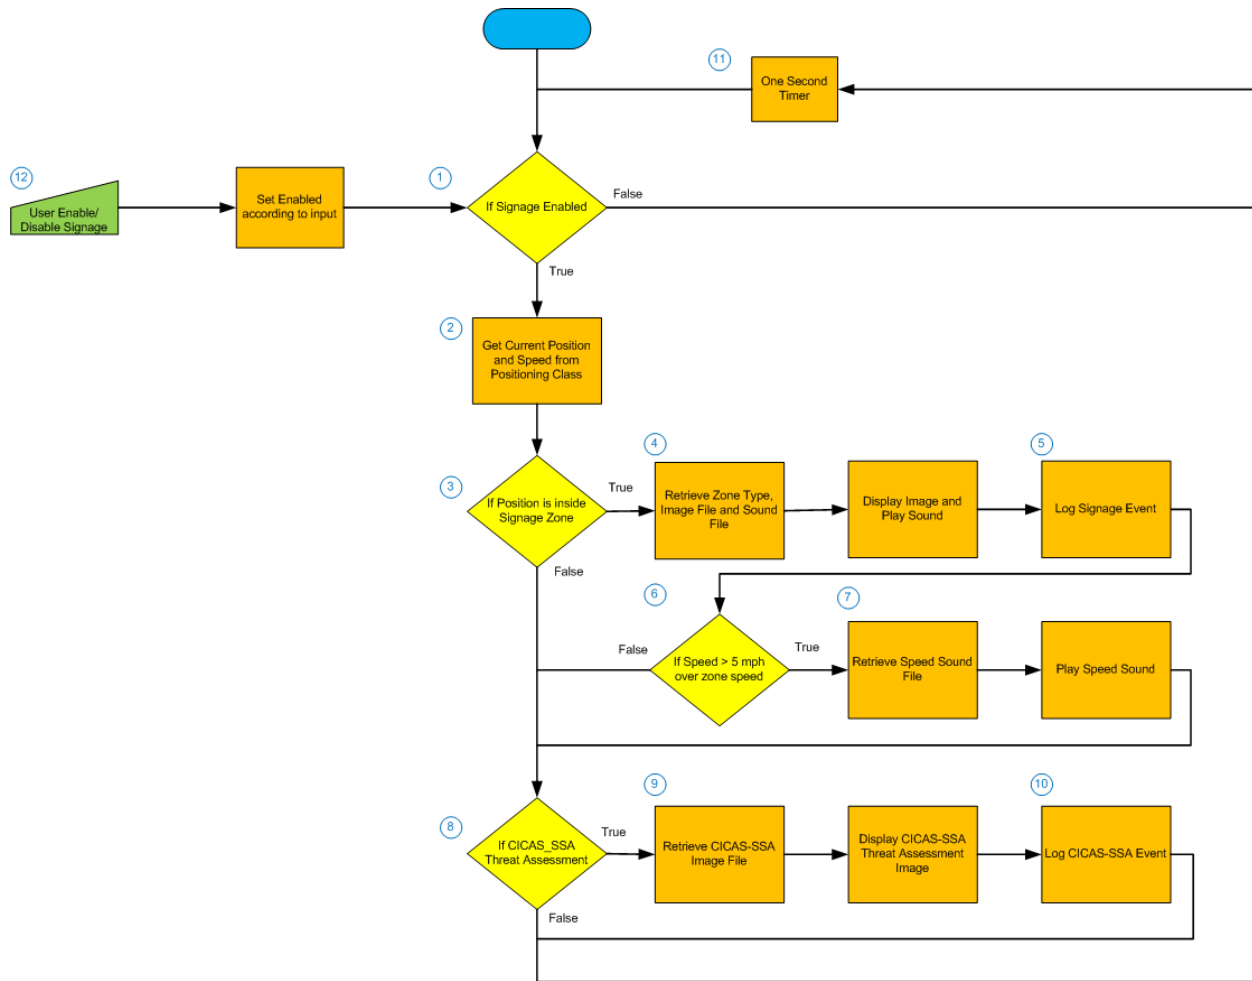 11
One Second
Timer
12
User Enable/
Disable Signage
Set Enabled
according to input
1
If Signage Enabled
False
True
2
Get Current Position
and Speed from
Positioning Class
3
If Position is inside
Signage Zone
True
False
4
Retrieve Zone Type,
Image File and Sound
File
Display Image and
Play Sound
5
Log Signage Event
6
If Speed > 5 mph
over zone speed
False
True
7
Retrieve Speed Sound
File
Play Speed Sound
8
If CICAS_SSA
Threat Assessment
True
False
9
Retrieve CICAS-SSA
Image File
Display CICAS-SSA
Threat Assessment
Image
10
Log CICAS-SSA Event